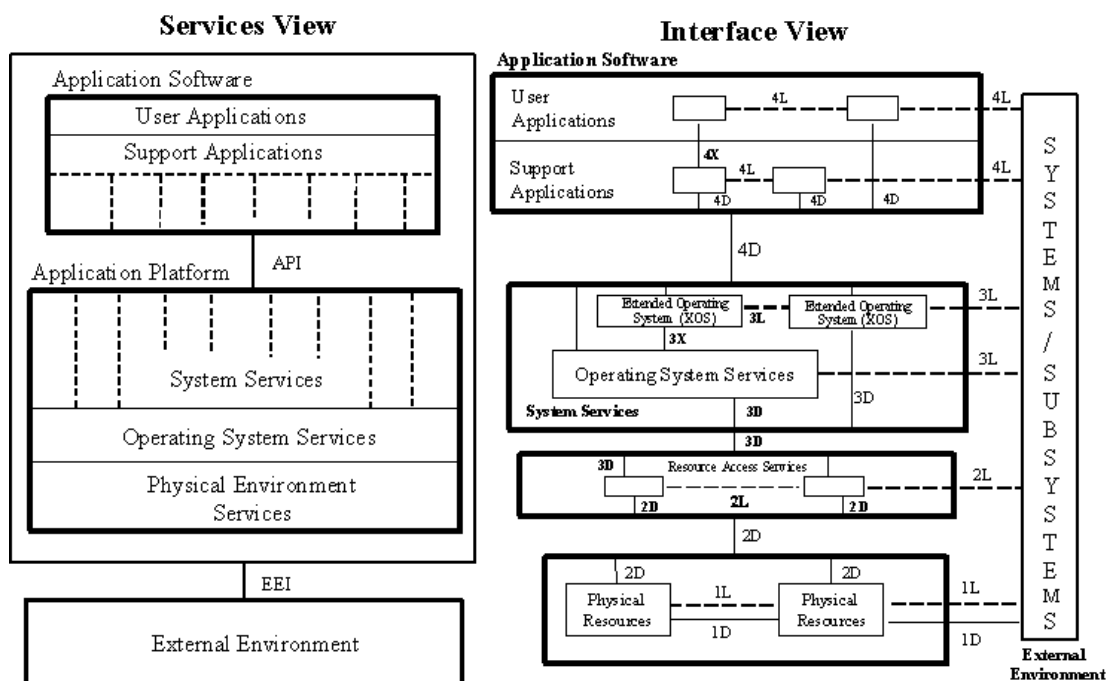 Services View
Application Software
User Applications
Support Applications
API
Application Platform
System Services
Operating System Services
Physical Environment
Services
EEI
External Environment
Interface View
Application Software
User
Applications
4L
4L
4X
Support
Applications
4L
4L
4D
4D
4D
4D
Extended Operating
System (XOS)
3L
Extended Operating
System (XOS)
3L
3X
Operating System Services
3L
3D
System Services
3D
3D
3D
Resource Access Services
2L
2D
2L
2D
2D
2D
2D
Physical
Resources
1L
1D
Physical
Resources
1L
1D
SYSTEMS / SUBSYSTEMS
External
Environment